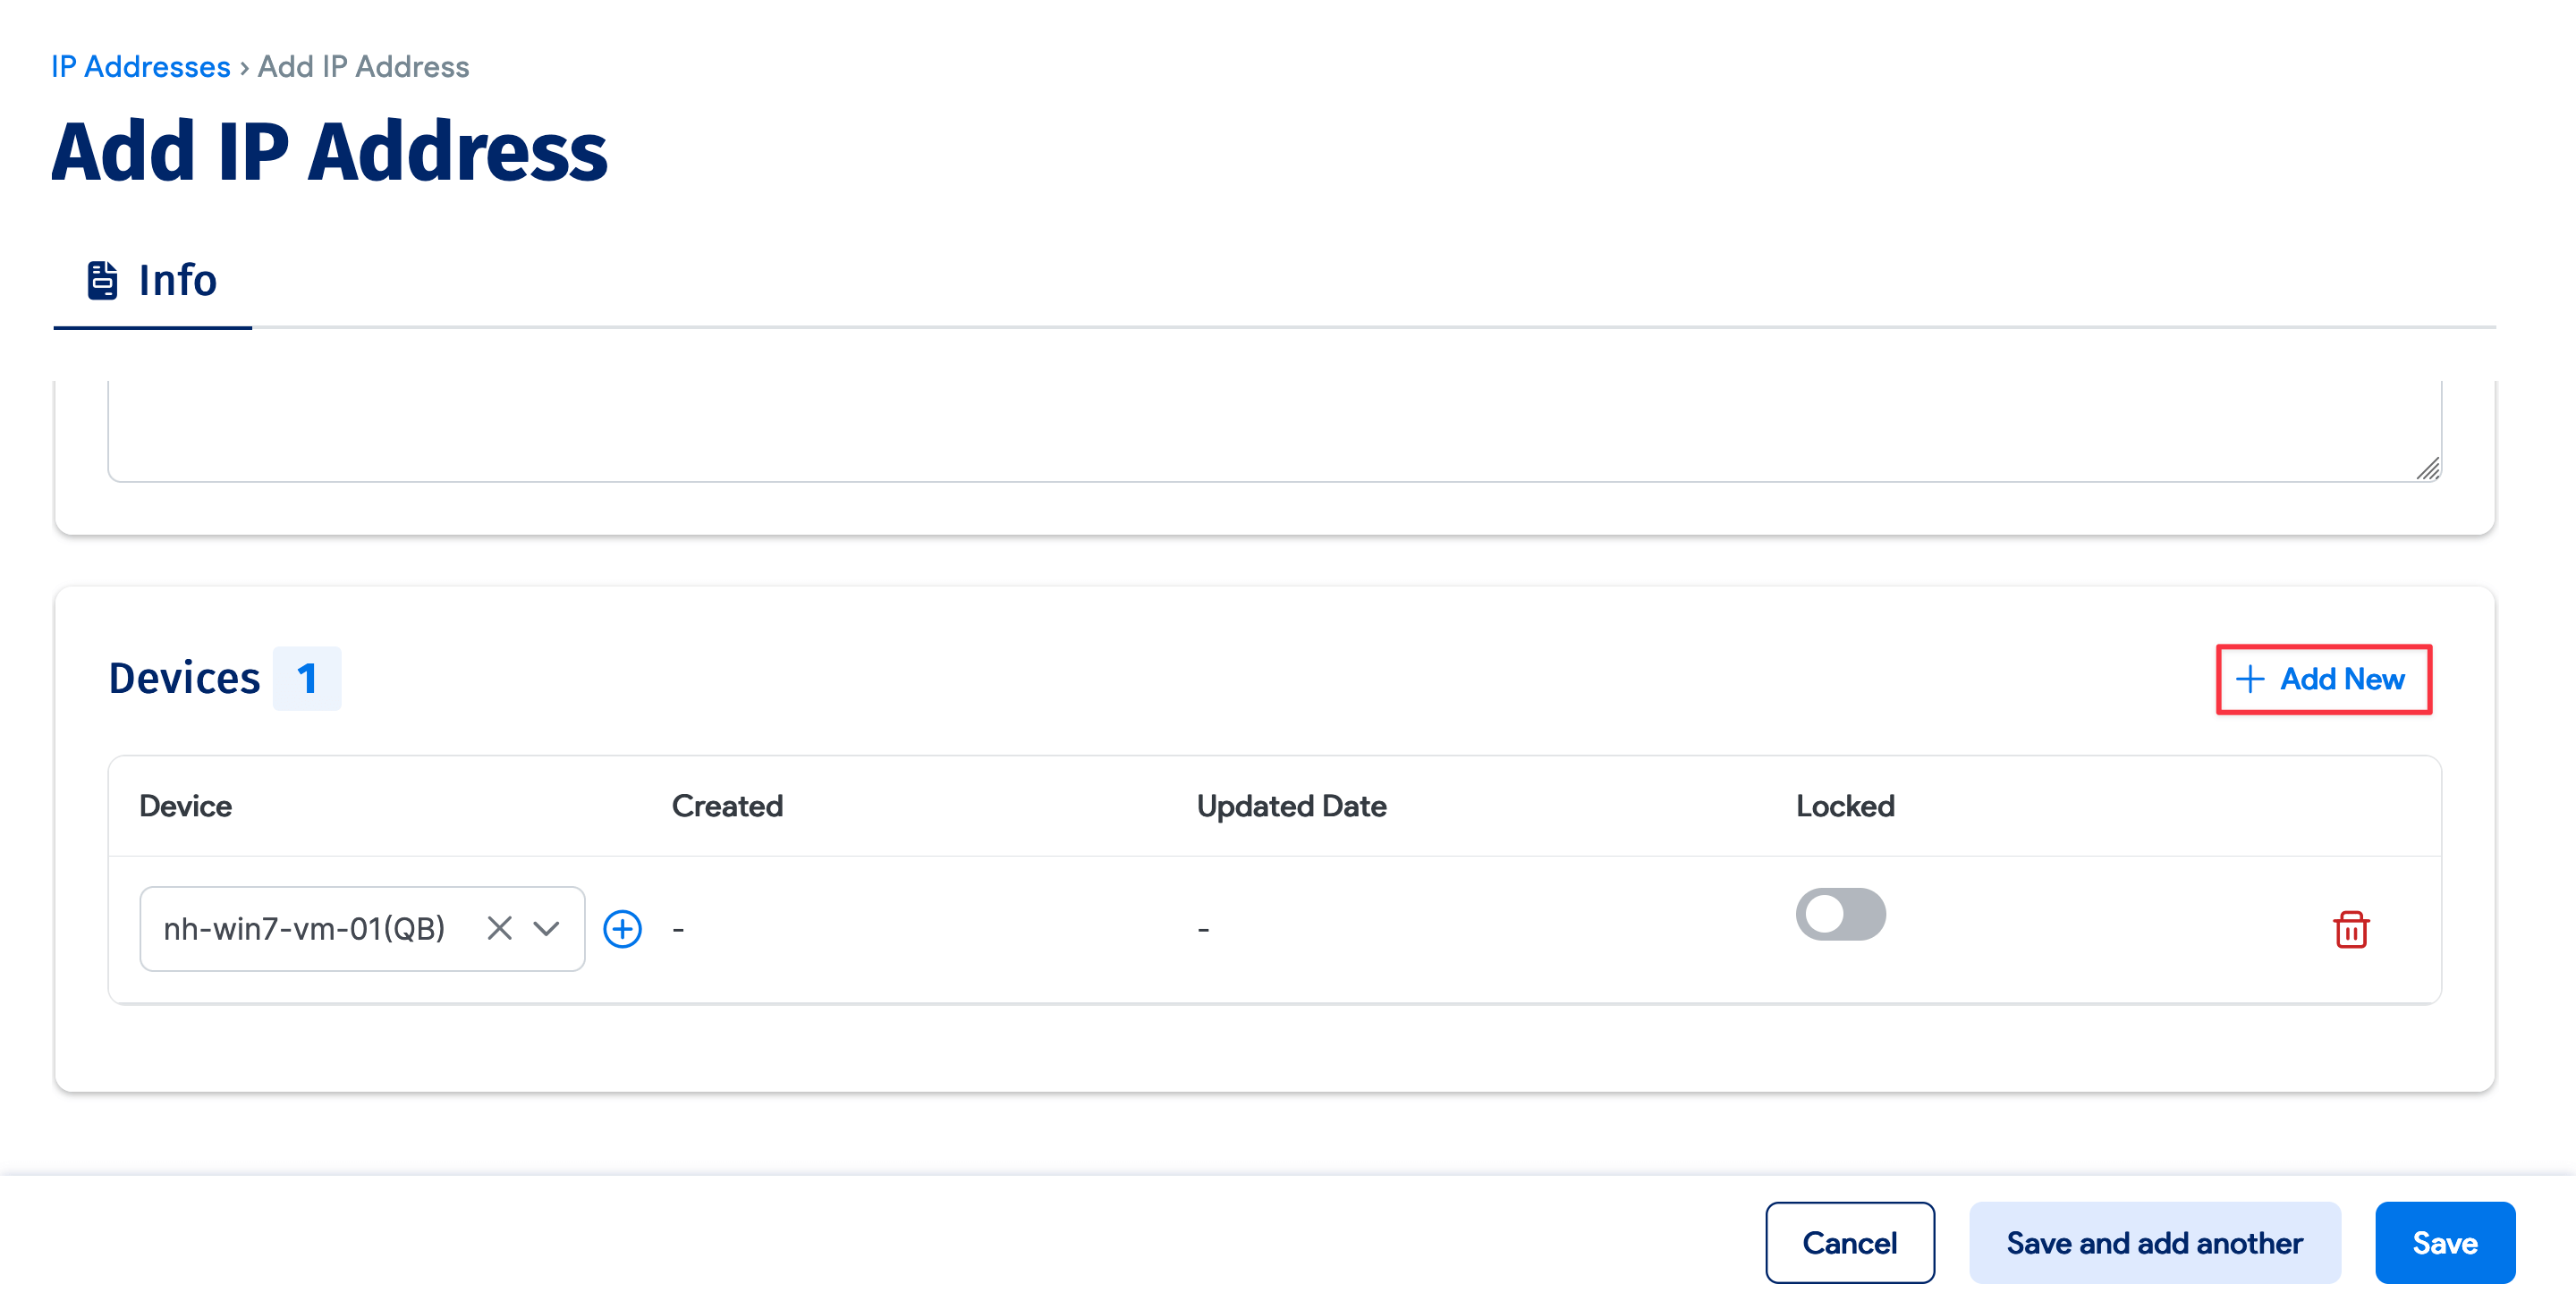 IP Addresses › Add IP Address
Add IP Address
Info
Devices 1
Add New
Device Created Updated Date Locked
nh-win7-vm-01(QB) - -
Cancel Save and add another Save